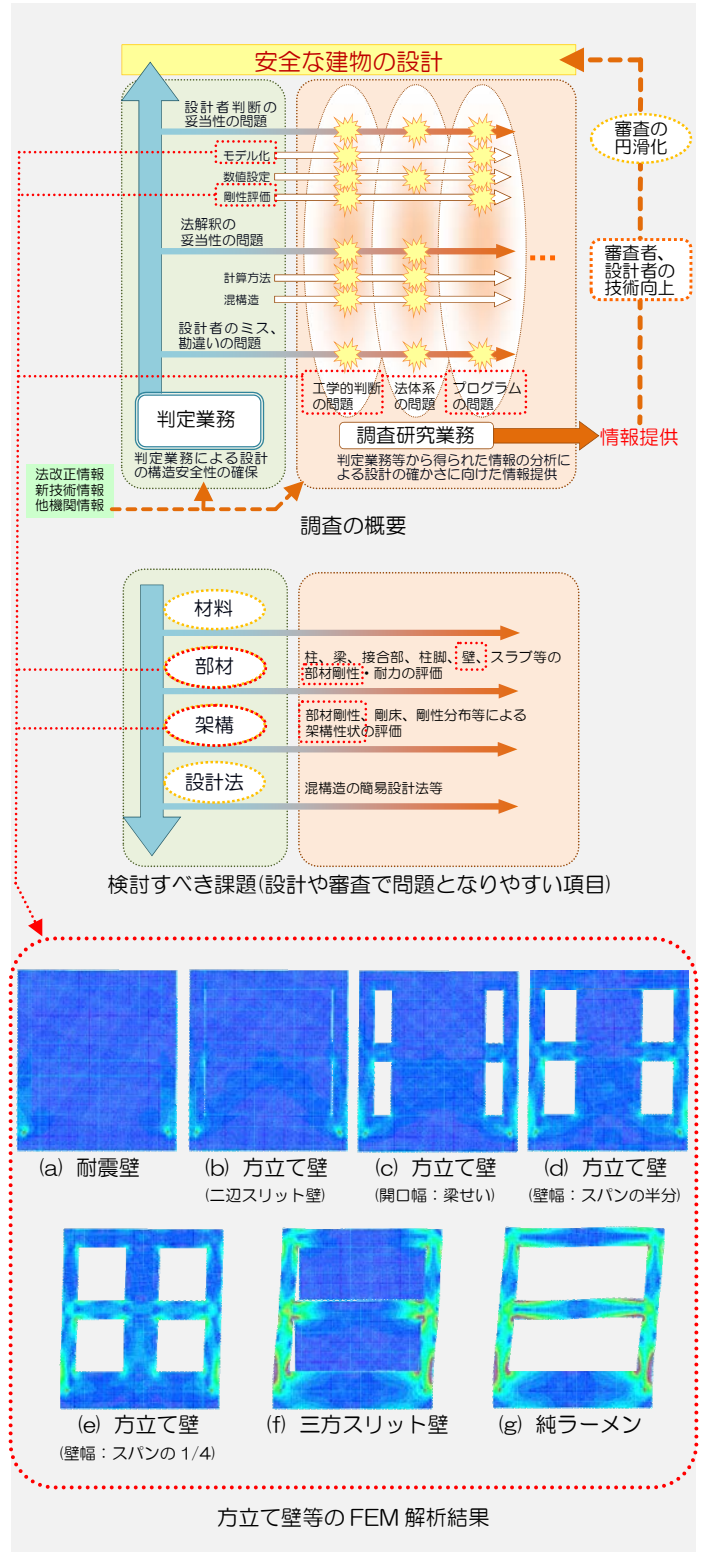 安全な建物の設計
設計者判断の
妥当性の問題
モデル化
数値設定
剛性評価
法解釈の
妥当性の問題
計算方法
混構造
設計者のミス、
勘違いの問題
…
工学的判断
の問題
法体系
の問題
プログラム
の問題
審査の
円滑化
審査者、
設計者の
技術向上
判定業務
判定業務による設計
の構造安全性の確保
調査研究業務
情報提供
判定業務等から得られた情報の分析に
よる設計の確かさに向けた情報提供
法改正情報
新技術情報
他機関情報
調査の概要
材料
部材
柱、梁、接合部、柱脚、壁、スラブ等の
部材剛性・耐力の評価
架構
部材剛性、剛床、剛性分布等による
架構性状の評価
設計法
混構造の簡易設計法等
検討すべき課題(設計や審査で問題となりやすい項目)
(a) 耐震壁
(b) 方立て壁
(二辺スリット壁)
(c) 方立て壁
(開口幅：梁せい)
(d) 方立て壁
(壁幅：スパンの半分)
(e) 方立て壁
(壁幅：スパンの 1/4)
(f) 三方スリット壁
(g) 純ラーメン
方立て壁等の FEM 解析結果